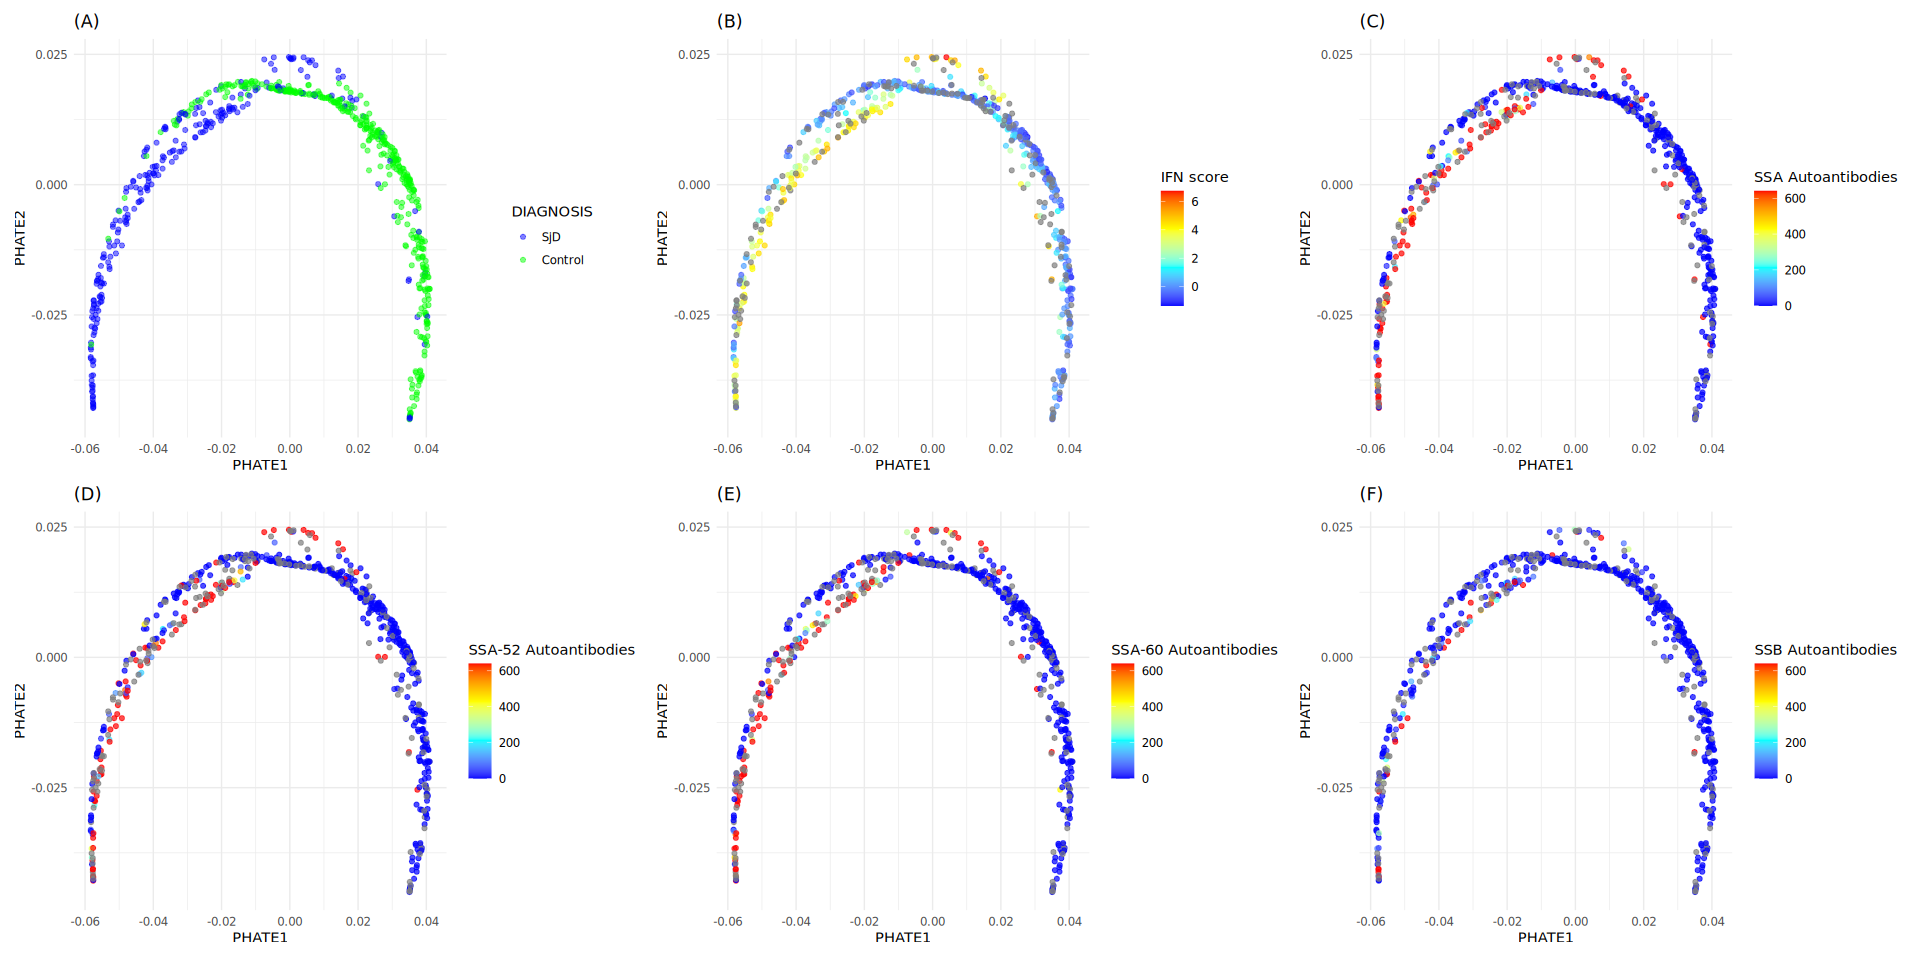 (A)
0.025
0.000
-0.025
PHATE2
-0.06
-0.04
-0.02
0.00
0.02
0.04
PHATE1
DIAGNOSIS
SjD
Control
(B)
0.025
0.000
-0.025
PHATE2
-0.06
-0.04
-0.02
0.00
0.02
0.04
PHATE1
IFN score
6
4
2
0
(C)
0.025
0.000
-0.025
PHATE2
-0.06
-0.04
-0.02
0.00
0.02
0.04
PHATE1
SSA Autoantibodies
600
400
200
0
(D)
0.025
0.000
-0.025
PHATE2
-0.06
-0.04
-0.02
0.00
0.02
0.04
PHATE1
SSA-52 Autoantibodies
600
400
200
0
(E)
0.025
0.000
-0.025
PHATE2
-0.06
-0.04
-0.02
0.00
0.02
0.04
PHATE1
SSA-60 Autoantibodies
600
400
200
0
(F)
0.025
0.000
-0.025
PHATE2
-0.06
-0.04
-0.02
0.00
0.02
0.04
PHATE1
SSB Autoantibodies
600
400
200
0